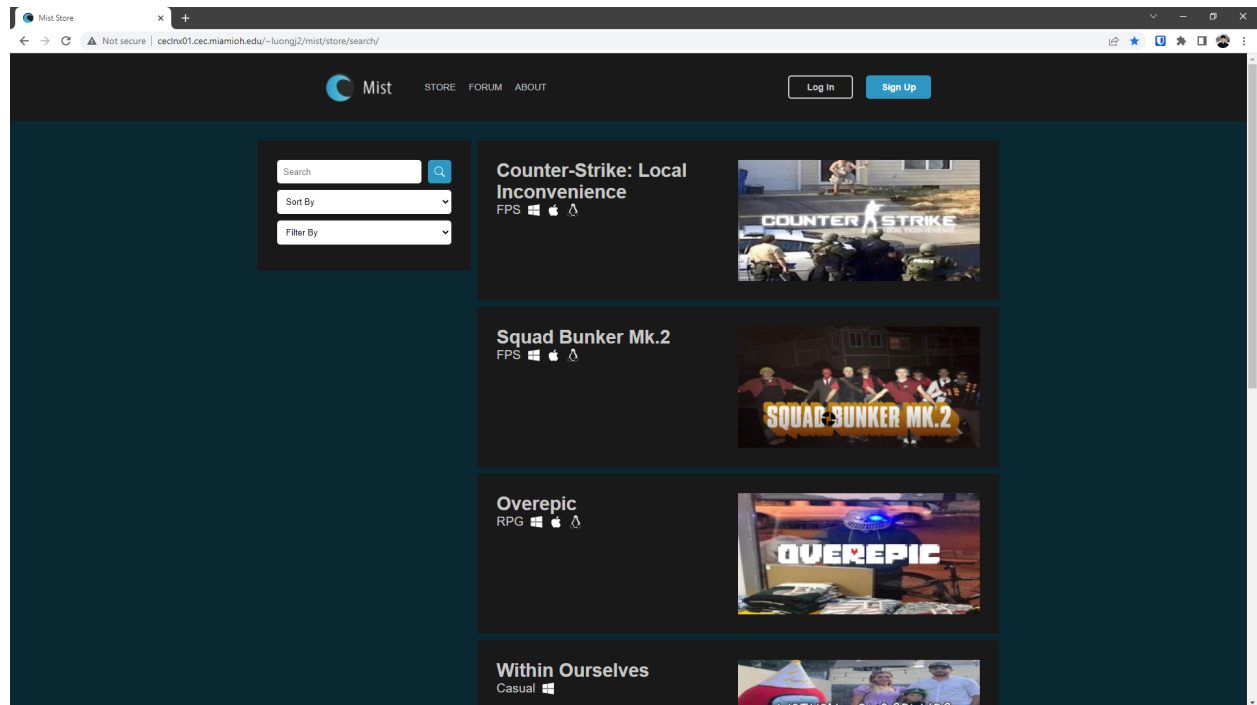 Mist Store
Not secure | ceclnx01.cec.miamioh.edu/~luongj2/mist/store/search/
Mist STORE FORUM ABOUT Log In Sign Up
Search
Sort By
Filter By
Counter-Strike: Local
Inconvenience
FPS
COUNTER STRIKE
LOCAL INCONVENIENCE
POLICE
Squad Bunker Mk.2
FPS
SQUAD BUNKER MK.2
Overepic
RPG
OVEREPIC
Within Ourselves
Casual